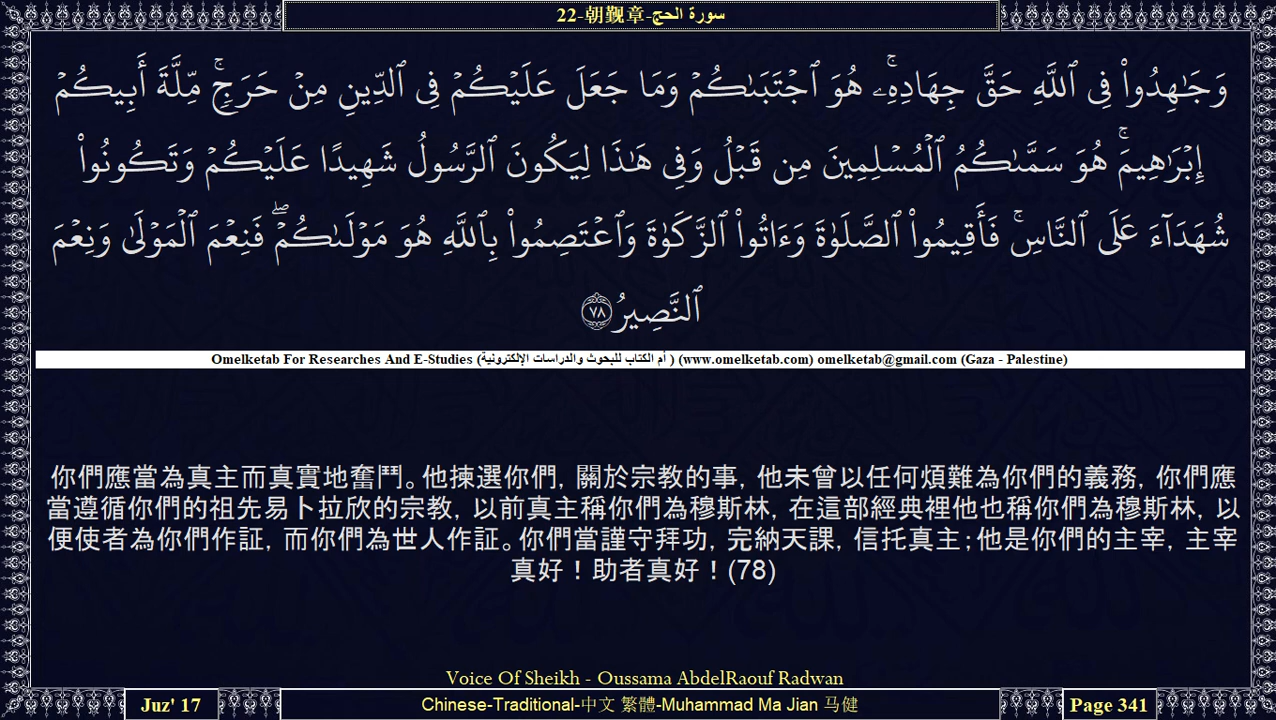 22-朝觐章-سورة الحج
وَجَـٰهِدُوا۟ فِى ٱللَّهِ حَقَّ جِهَادِهِۦ ۚ هُوَ ٱجْتَبَىٰكُمْ وَمَا جَعَلَ عَلَيْكُمْ فِى ٱلدِّينِ مِنْ حَرَجٍ ۚ مِّلَّةَ أَبِيكُمْ
إِبْرَٰهِيمَ ۚ هُوَ سَمَّىٰكُمُ ٱلْمُسْلِمِينَ مِن قَبْلُ وَفِى هَـٰذَا لِيَكُونَ ٱلرَّسُولُ شَهِيدًا عَلَيْكُمْ وَتَكُونُوا۟
شُهَدَآءَ عَلَى ٱلنَّاسِ ۚ فَأَقِيمُوا۟ ٱلصَّلَوٰةَ وَءَاتُوا۟ ٱلزَّكَوٰةَ وَٱعْتَصِمُوا۟ بِٱللَّهِ هُوَ مَوْلَىٰكُمْ ۖ فَنِعْمَ ٱلْمَوْلَىٰ وَنِعْمَ
ٱلنَّصِيرُ ٧٨
Omelketab For Researches And E-Studies (أم الكتاب للبحوث والدراسات الإلكترونية ) (www.omelketab.com) omelketab@gmail.com (Gaza - Palestine)
你們應當為真主而真實地奮鬥。他揀選你們，關於宗教的事，他未曾以任何煩難為你們的義務，你們應
當遵循你們的祖先易卜拉欣的宗教，以前真主稱你們為穆斯林，在這部經典裡他也稱你們為穆斯林，以
便使者為你們作証，而你們為世人作証。你們當謹守拜功，完納天課，信托真主；他是你們的主宰，主宰
真好！助者真好！(78)
Voice Of Sheikh - Oussama AbdelRaouf Radwan
Juz' 17
Chinese-Traditional-中文 繁體-Muhammad Ma Jian 马健
Page 341